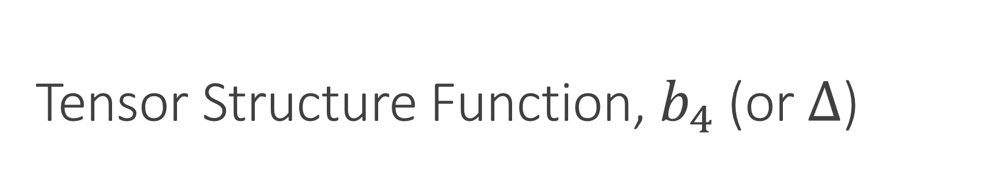 Tensor Structure Function, 𝑏₄ (or Δ)